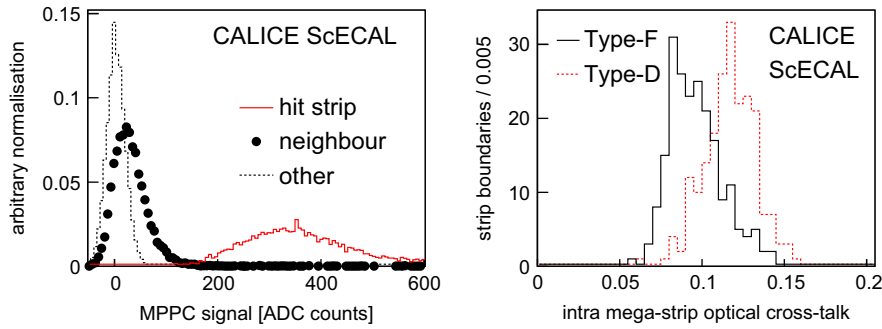 CALICE ScECAL
hit strip
neighbour
other
arbitrary normalisation
0.15
0.1
0.05
0
0
200
400
600
MPPC signal [ADC counts]
Type-F
Type-D
CALICE
ScECAL
strip boundaries / 0.005
30
20
10
0
0
0.05
0.1
0.15
0.2
intra mega-strip optical cross-talk